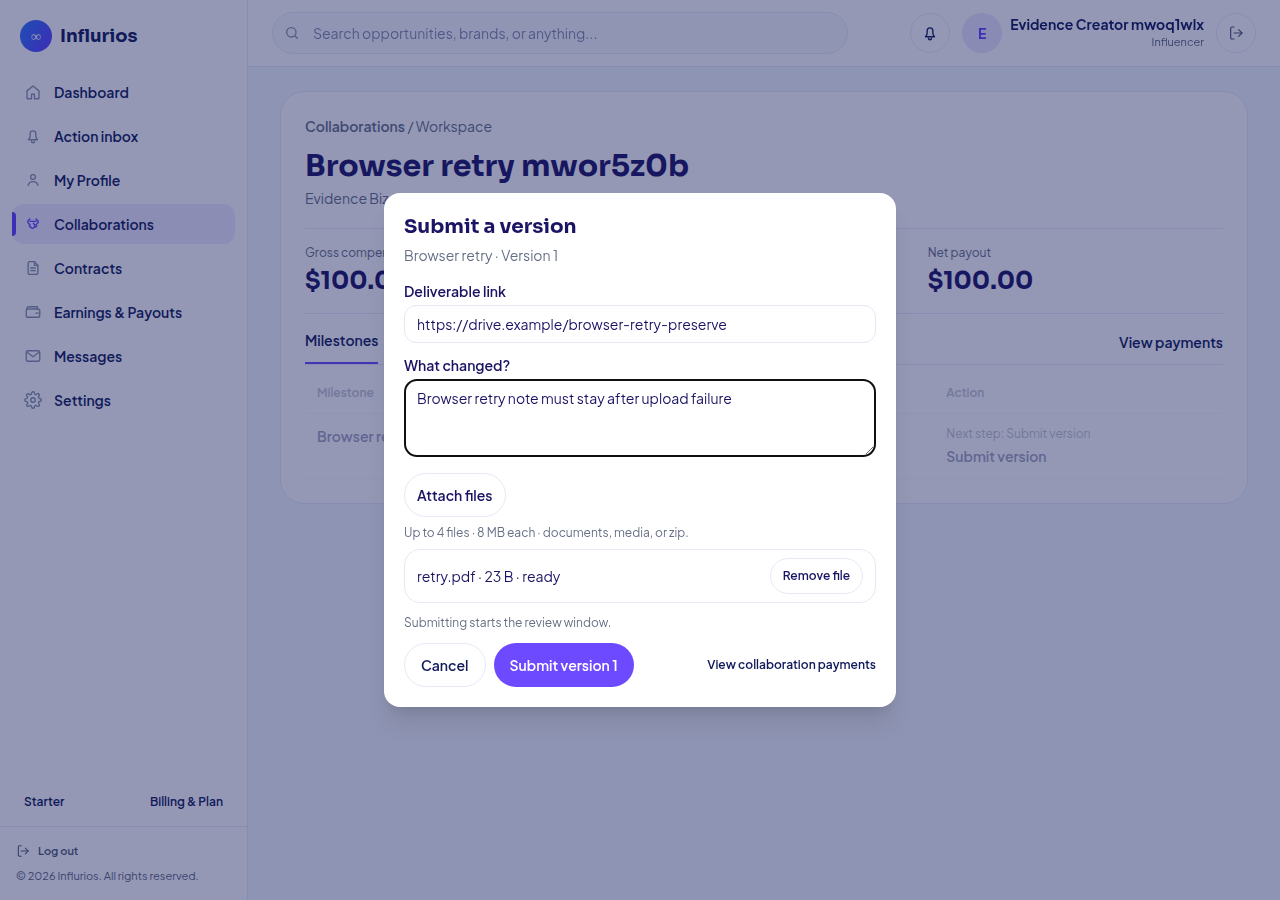 ∞ Influrios
Search opportunities, brands, or anything...
E
Evidence Creator mwoq1wlx
Influencer
Dashboard
Action inbox
My Profile
Collaborations
Contracts
Earnings & Payouts
Messages
Settings
Starter
Billing & Plan
Log out
© 2026 Influrios. All rights reserved.
Collaborations / Workspace
Browser retry mwor5z0b
Evidence Biz
Gross compe
$100.0
Net payout
$100.00
Milestones
View payments
Milestone
Action
Browser re
Next step: Submit version
Submit version
Submit a version
Browser retry · Version 1
Deliverable link
https://drive.example/browser-retry-preserve
What changed?
Browser retry note must stay after upload failure
Attach files
Up to 4 files · 8 MB each · documents, media, or zip.
retry.pdf · 23 B · ready
Remove file
Submitting starts the review window.
Cancel
Submit version 1
View collaboration payments